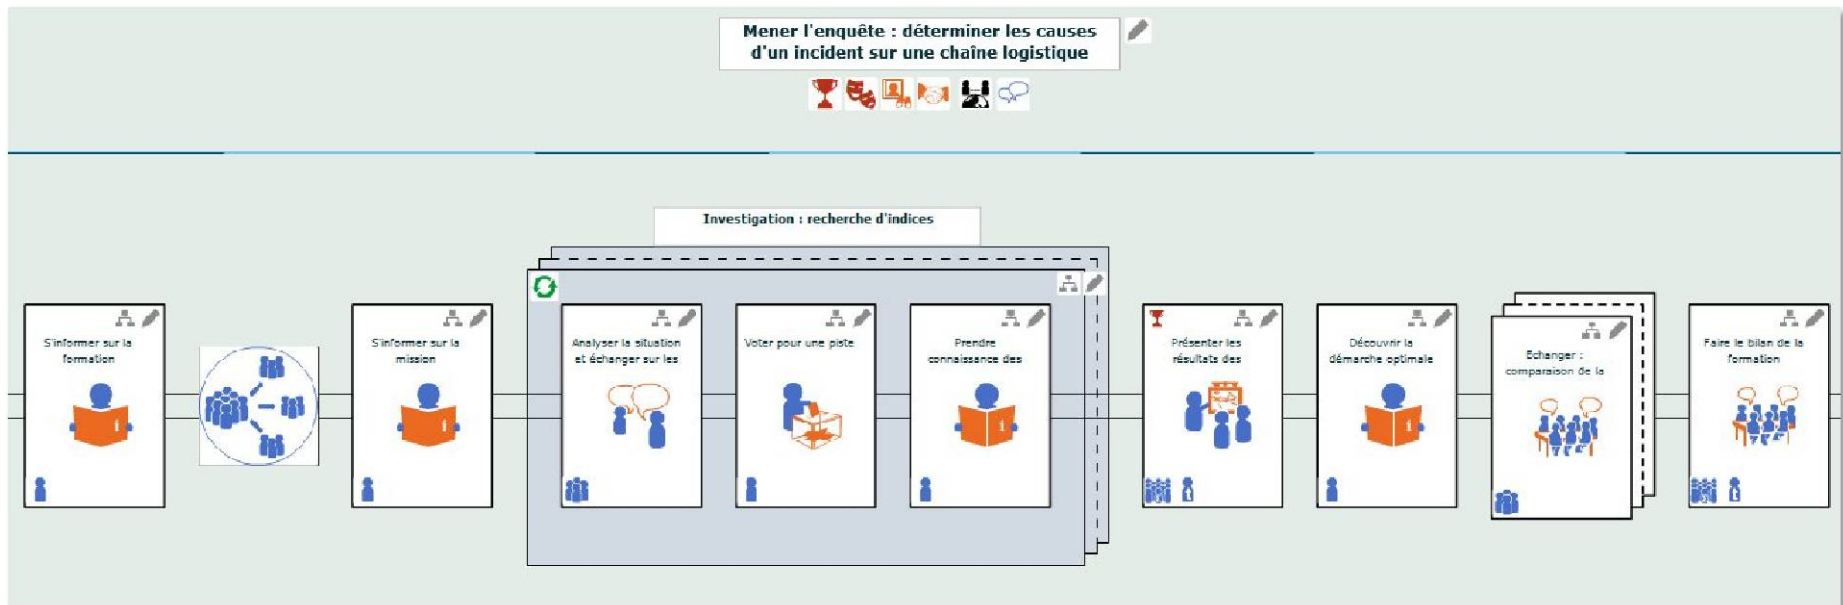 Mener l'enquête : déterminer les causes
d'un incident sur une chaîne logistique
Investigation : recherche d'indices
S'informer sur la
formation
S'informer sur la
mission
Analyser la situation
et échanger sur les
Voter pour une piste
Prendre
connaissance des
Présenter les
résultats des
Découvrir la
démarche optimale
Echanger :
comparaison de la
Faire le bilan de la
formation